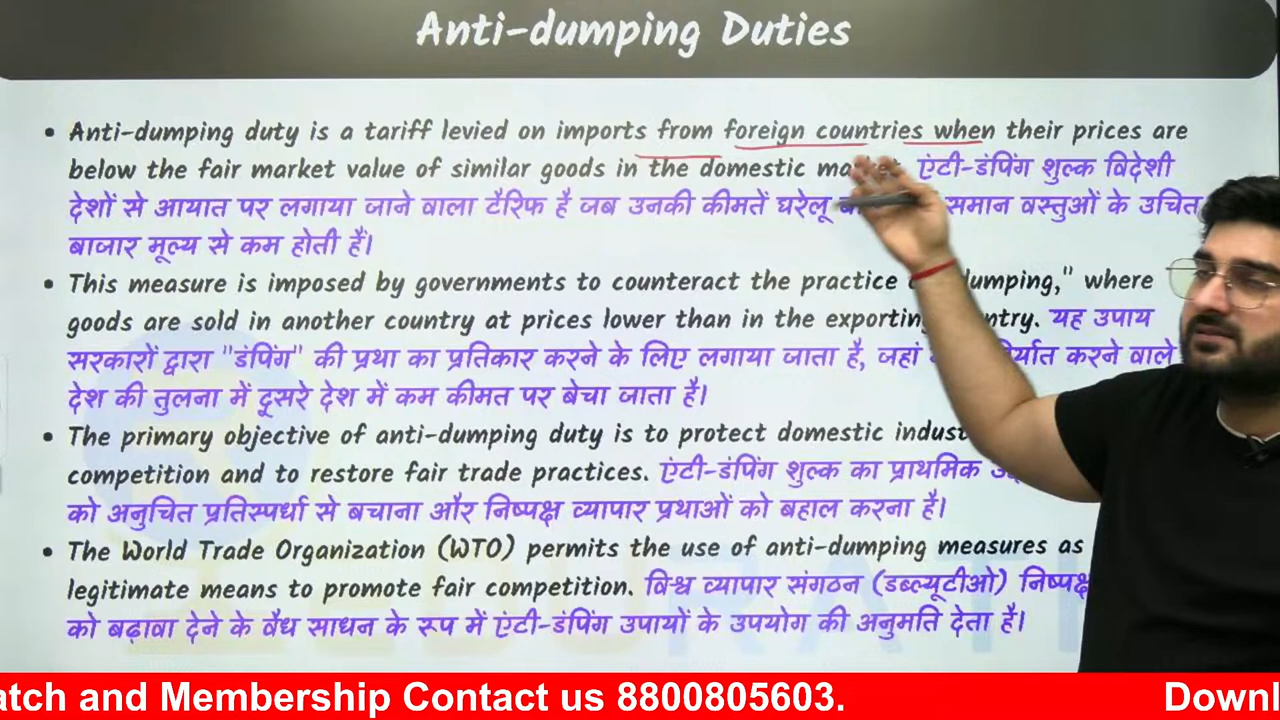 Anti-dumping Duties
• Anti-dumping duty is a tariff levied on imports from foreign countries when their prices are
below the fair market value of similar goods in the domestic एंटी-डंपिंग शुल्क विदेशी
देशों से आयात पर लगाया जाने वाला टैरिफ है जब उनकी कीमतें घरेलू समान वस्तुओं के उचित
बाजार मूल्य से कम होती हैं।
• This measure is imposed by governments to counteract the practice dumping," where
goods are sold in another country at prices lower than in the exporting यह उपाय
सरकारों द्वारा "डंपिंग" की प्रथा का प्रतिकार करने के लिए लगाया जाता है, जहां करने वाले
देश की तुलना में दूसरे देश में कम कीमत पर बेचा जाता है।
• The primary objective of anti-dumping duty is to protect domestic
competition and to restore fair trade practices. एंटी-डंपिंग शुल्क का प्राथमिक
को अनुचित प्रतिस्पर्धा से बचाना और निष्पक्ष व्यापार प्रथाओं को बहाल करना है।
• The World Trade Organization (WTO) permits the use of anti-dumping measures as
legitimate means to promote fair competition. विश्व व्यापार संगठन (डब्ल्यूटीओ) निष्पक्ष
को बढ़ावा देने के वैध साधन के रूप में एंटी-डंपिंग उपायों के उपयोग की अनुमति देता है।
atch and Membership Contact us 8800805603. Downl